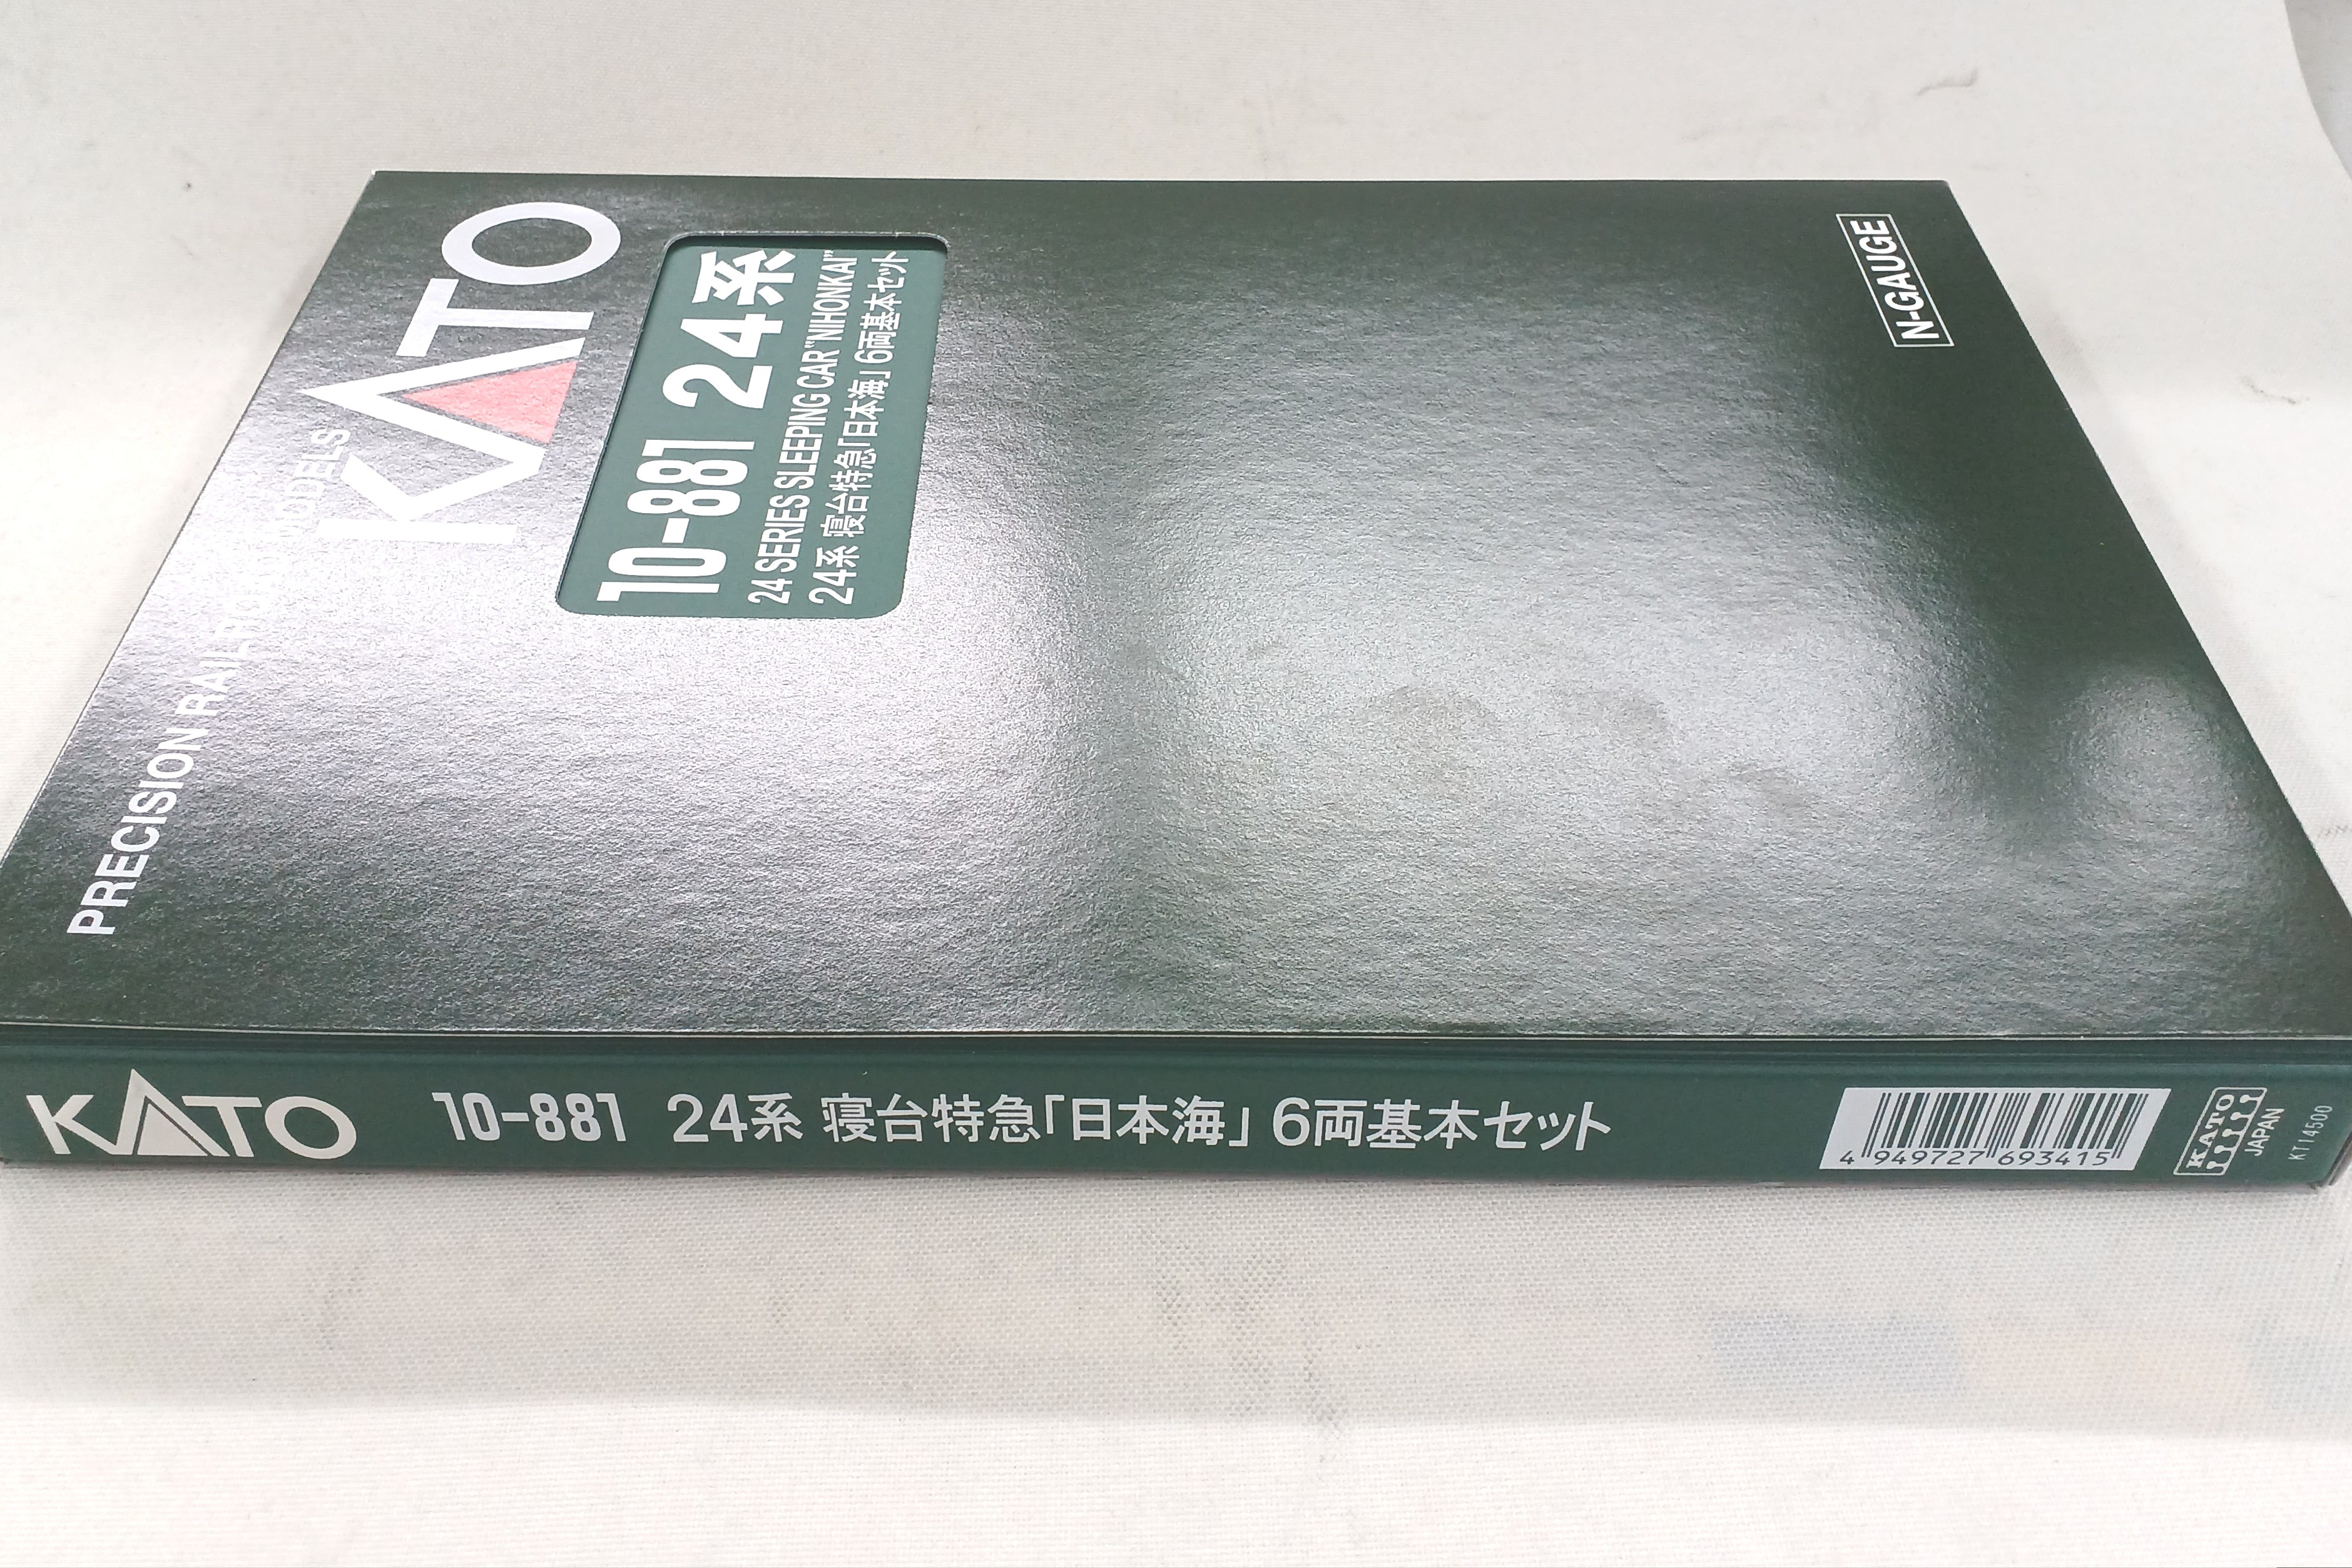 PRECISION RAILROAD MODELS
KATO
10-881 24系
24 SERIES SLEEPING CAR "NIHONKAI"
24系 寝台特急「日本海」 6両基本セット
N-GAUGE
KATO 10-881 24系 寝台特急「日本海」 6両基本セット
4 949727 693415
KATO
JAPAN
KT14500